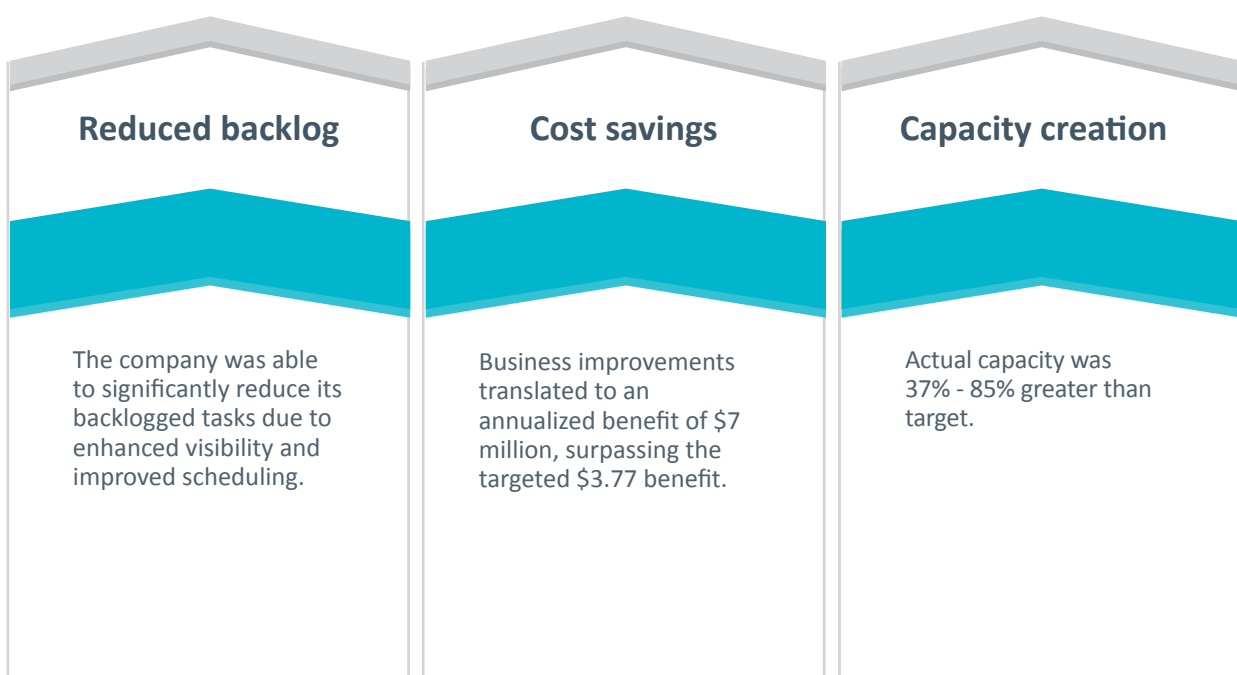 Reduced backlog
The company was able
to significantly reduce its
backlogged tasks due to
enhanced visibility and
improved scheduling.
Cost savings
Business improvements
translated to an
annualized benefit of $7
million, surpassing the
targeted $3.77 benefit.
Capacity creation
Actual capacity was
37% - 85% greater than
target.